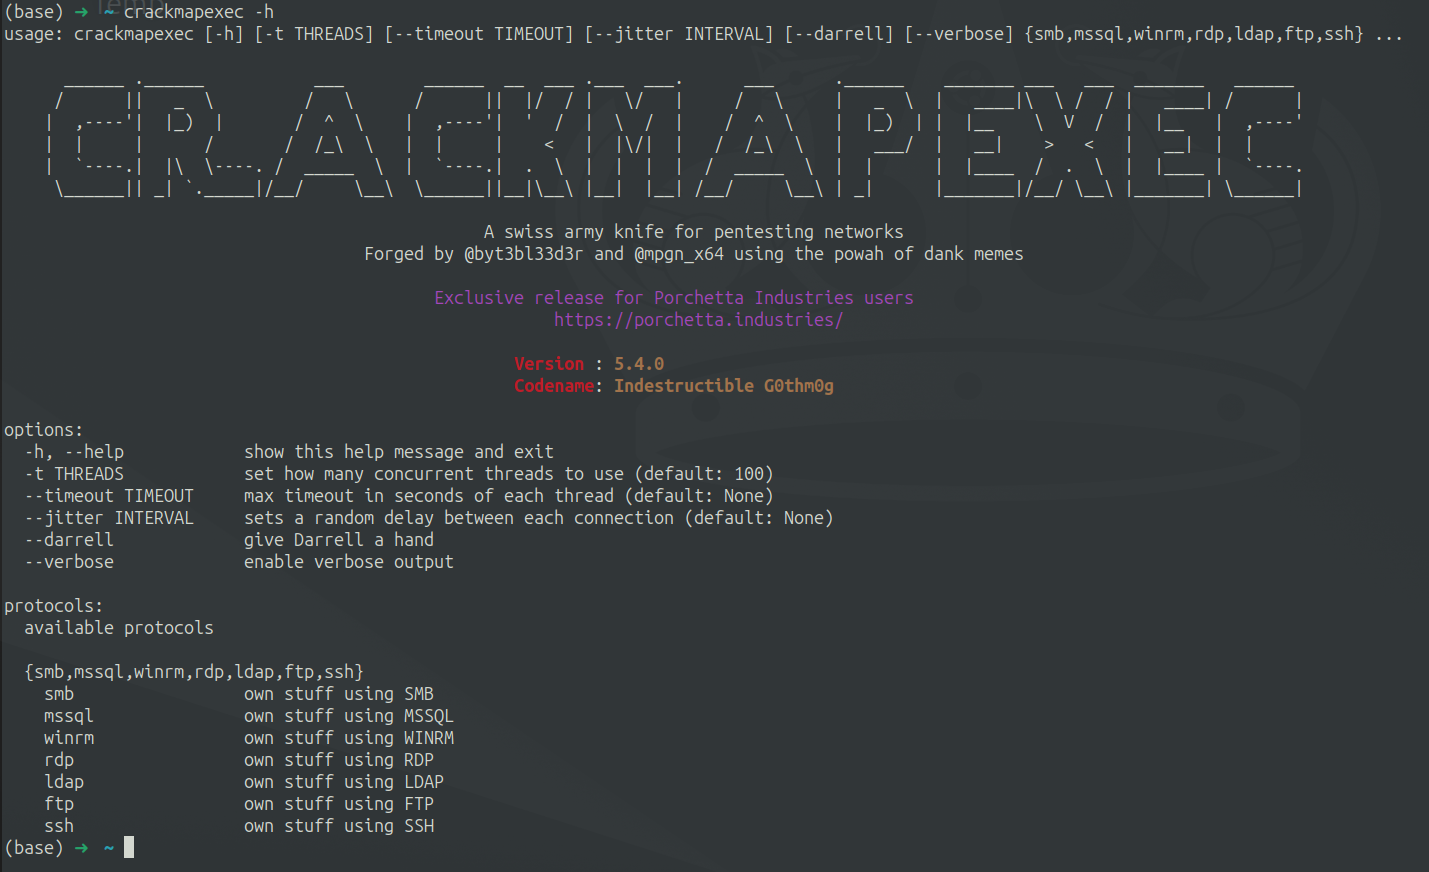 Temp
(base) ➜ ~ crackmapexec -h
usage: crackmapexec [-h] [-t THREADS] [--timeout TIMEOUT] [--jitter INTERVAL] [--darrell] [--verbose] {smb,mssql,winrm,rdp,ldap,ftp,ssh} ...
CRACKMAPEXEC
A swiss army knife for pentesting networks
Forged by @byt3bl33d3r and @mpgn_x64 using the powah of dank memes
Exclusive release for Porchetta Industries users
https://porchetta.industries/
Version : 5.4.0
Codename: Indestructible G0thm0g
options:
-h, --help show this help message and exit
-t THREADS set how many concurrent threads to use (default: 100)
--timeout TIMEOUT max timeout in seconds of each thread (default: None)
--jitter INTERVAL sets a random delay between each connection (default: None)
--darrell give Darrell a hand
--verbose enable verbose output
protocols:
available protocols
{smb,mssql,winrm,rdp,ldap,ftp,ssh}
smb own stuff using SMB
mssql own stuff using MSSQL
winrm own stuff using WINRM
rdp own stuff using RDP
ldap own stuff using LDAP
ftp own stuff using FTP
ssh own stuff using SSH
(base) ➜ ~